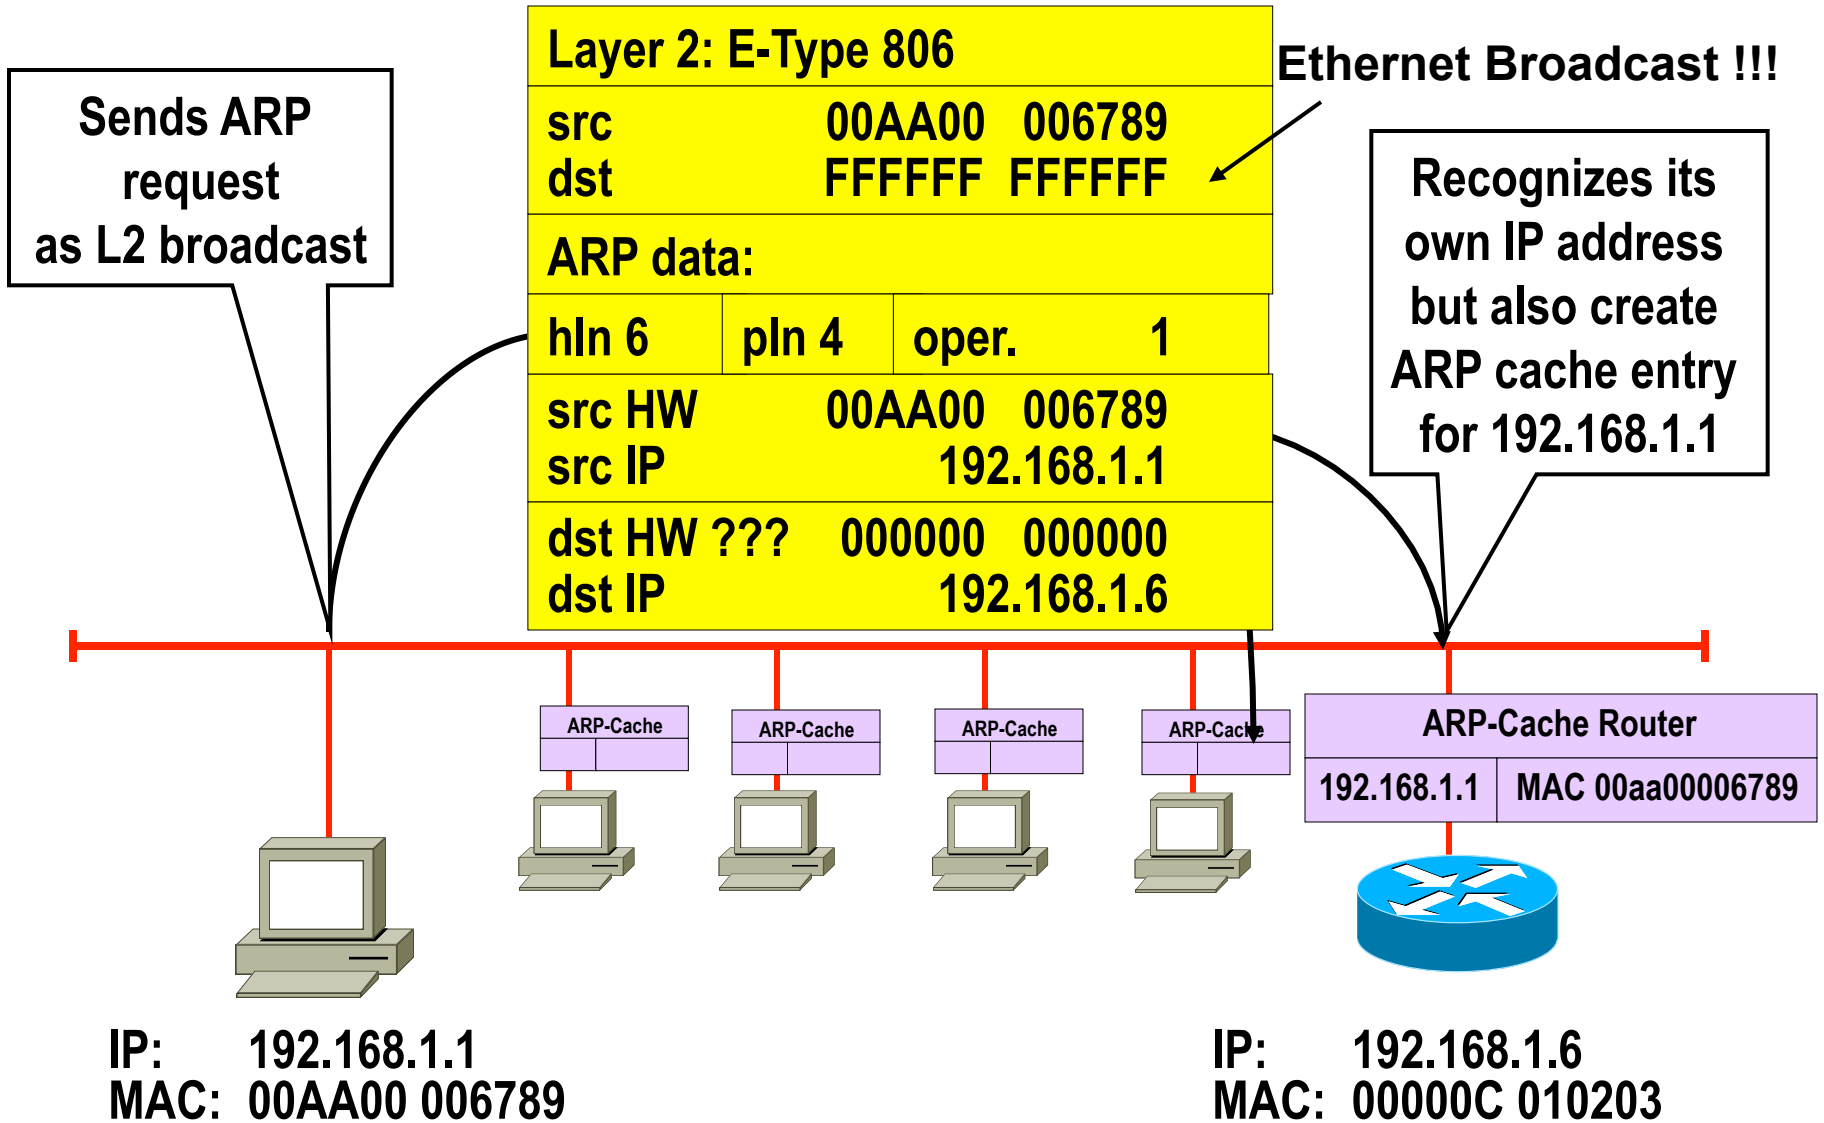 Layer 2: E-Type 806
Ethernet Broadcast !!!
Sends ARP
request
as L2 broadcast
src 00AA00 006789
dst FFFFFF FFFFFF
Recognizes its
own IP address
but also create
ARP cache entry
for 192.168.1.1
ARP data:
hln 6 pln 4 oper. 1
src HW 00AA00 006789
src IP 192.168.1.1
dst HW ??? 000000 000000
dst IP 192.168.1.6
ARP-Cache
ARP-Cache
ARP-Cache
ARP-Cache
ARP-Cache Router
192.168.1.1 MAC 00aa00006789
IP: 192.168.1.1
MAC: 00AA00 006789
IP: 192.168.1.6
MAC: 00000C 010203